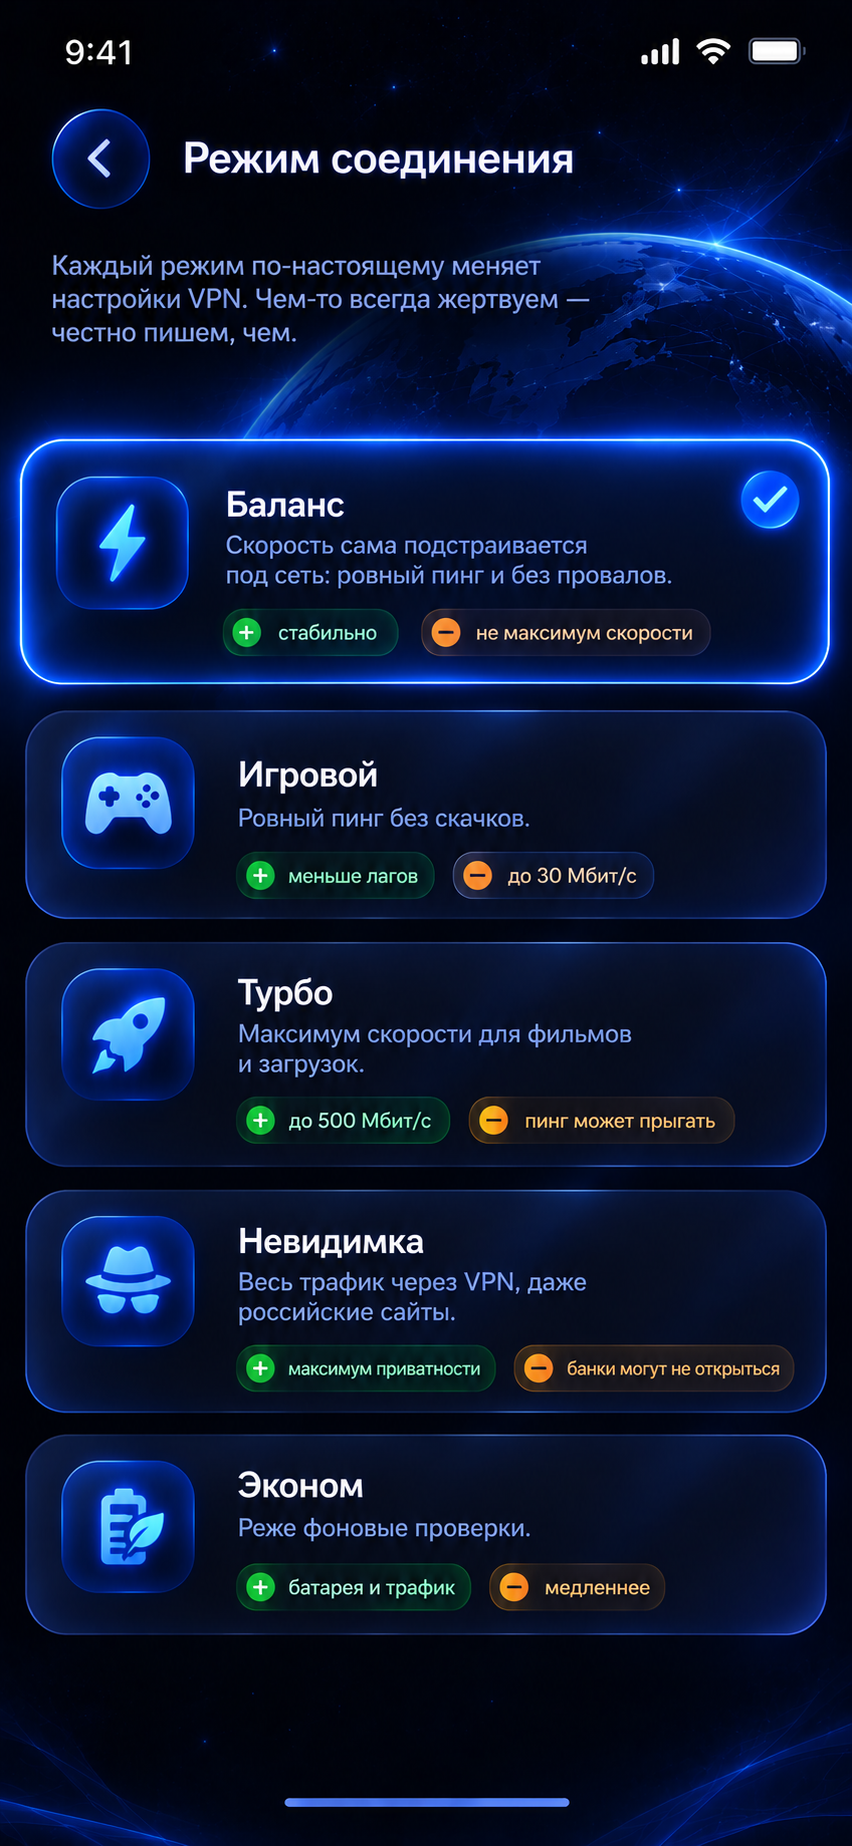 9:41
Режим соединения
Каждый режим по-настоящему меняет
настройки VPN. Чем-то всегда жертвуем —
честно пишем, чем.
Баланс
Скорость сама подстраивается
под сеть: ровный пинг и без провалов.
стабильно
не максимум скорости
Игровой
Ровный пинг без скачков.
меньше лагов
до 30 Мбит/с
Турбо
Максимум скорости для фильмов
и загрузок.
до 500 Мбит/с
пинг может прыгать
Невидимка
Весь трафик через VPN, даже
российские сайты.
максимум приватности
банки могут не открыться
Эконом
Реже фоновые проверки.
батарея и трафик
медленнее